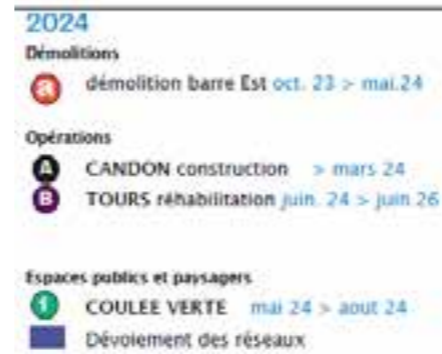 2024
Démolitions
a démolition barre Est oct. 23 > mai.24
Opérations
A CANDON construction > mars 24
B TOURS réhabilitation juin. 24 > juin 26
Espaces publics et paysagers
1 COULEE VERTE mai 24 > aout 24
Dévoiement des réseaux